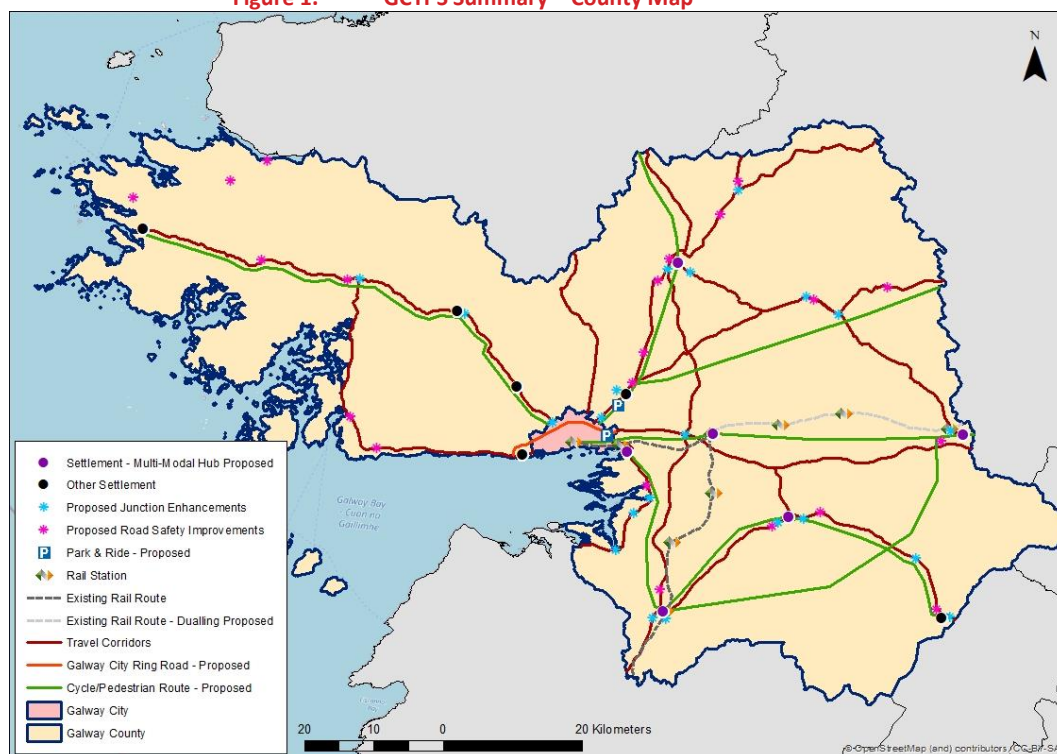 Figure 1. GCTPS Summary – County Map
N
Galway Bay
Cuan na
Gaillimhe
Settlement - Multi-Modal Hub Proposed
Other Settlement
Proposed Junction Enhancements
Proposed Road Safety Improvements
P Park & Ride - Proposed
Rail Station
Existing Rail Route
Existing Rail Route - Dualling Proposed
Travel Corridors
Galway City Ring Road - Proposed
Cycle/Pedestrian Route - Proposed
Galway City
Galway County
P
P
20 10 0 20 Kilometers
© OpenStreetMap (and) contributors, CC-BY-SA